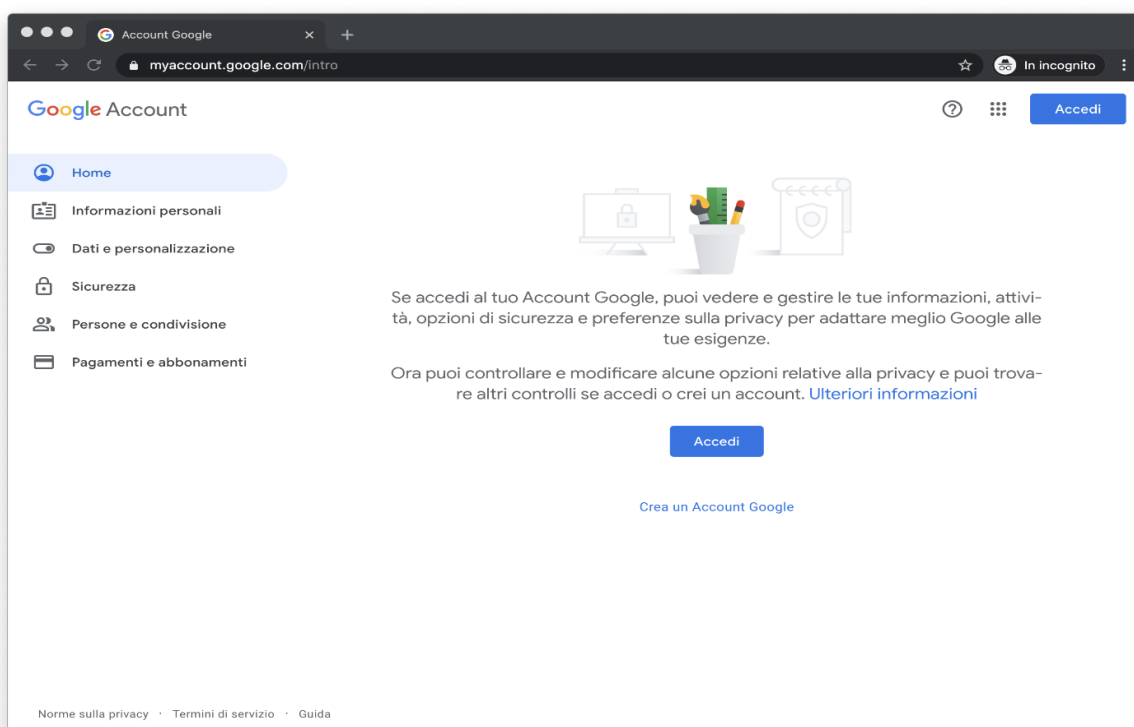 Account Google
myaccount.google.com/intro
In incognito
Google Account
Accedi
Home
Informazioni personali
Dati e personalizzazione
Sicurezza
Persone e condivisione
Pagamenti e abbonamenti
Se accedi al tuo Account Google, puoi vedere e gestire le tue informazioni, attivi-
tà, opzioni di sicurezza e preferenze sulla privacy per adattare meglio Google alle
tue esigenze.
Ora puoi controllare e modificare alcune opzioni relative alla privacy e puoi trova-
re altri controlli se accedi o crei un account. Ulteriori informazioni
Accedi
Crea un Account Google
Norme sulla privacy · Termini di servizio · Guida